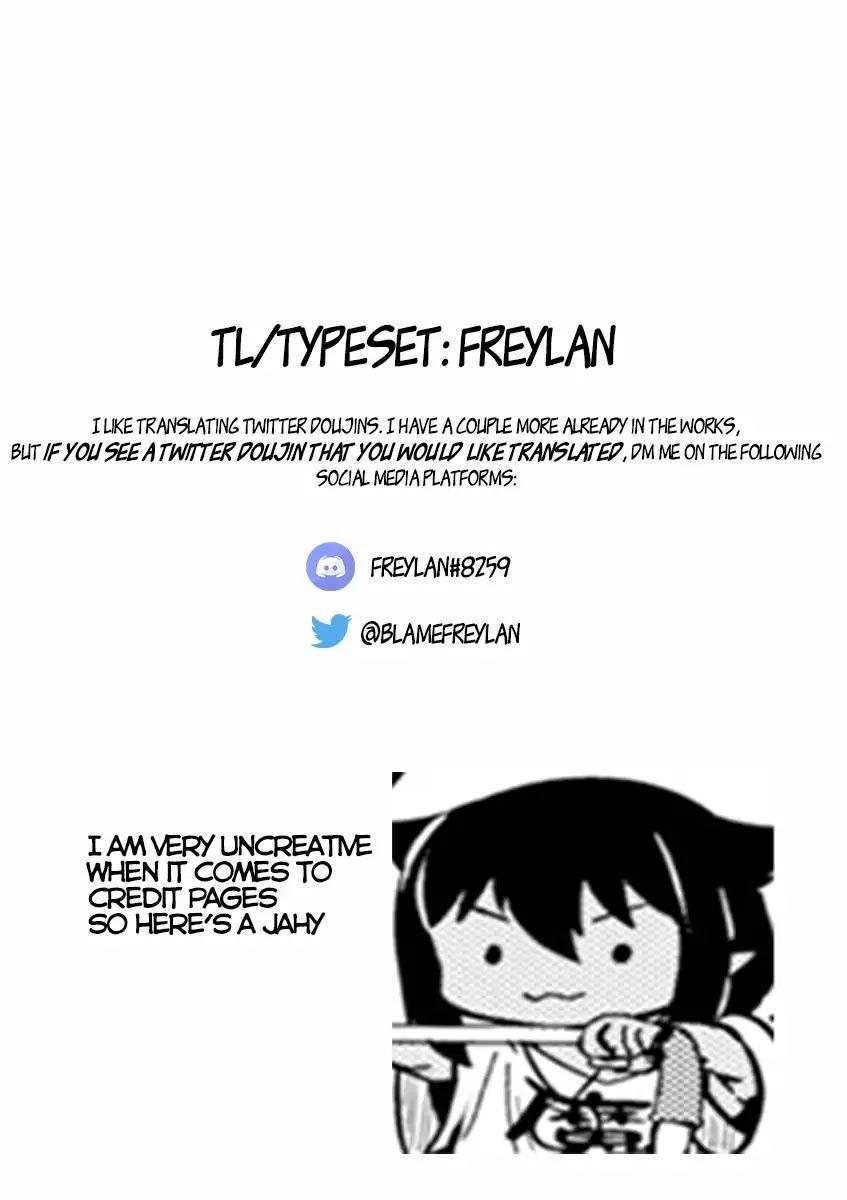 TL/TYPESET: FREYLAN
I LIKE TRANSLATING TWITTER DOUJINS. I HAVE A COUPLE MORE ALREADY IN THE WORKS,
BUT IF YOU SEE A TWITTER DOUJIN THAT YOU WOULD LIKE TRANSLATED, DM ME ON THE FOLLOWING
SOCIAL MEDIA PLATFORMS:
FREYLAN#8259
@BLAMEFREYLAN
I AM VERY UNCREATIVE
WHEN IT COMES TO
CREDIT PAGES
SO HERE'S A JAHY